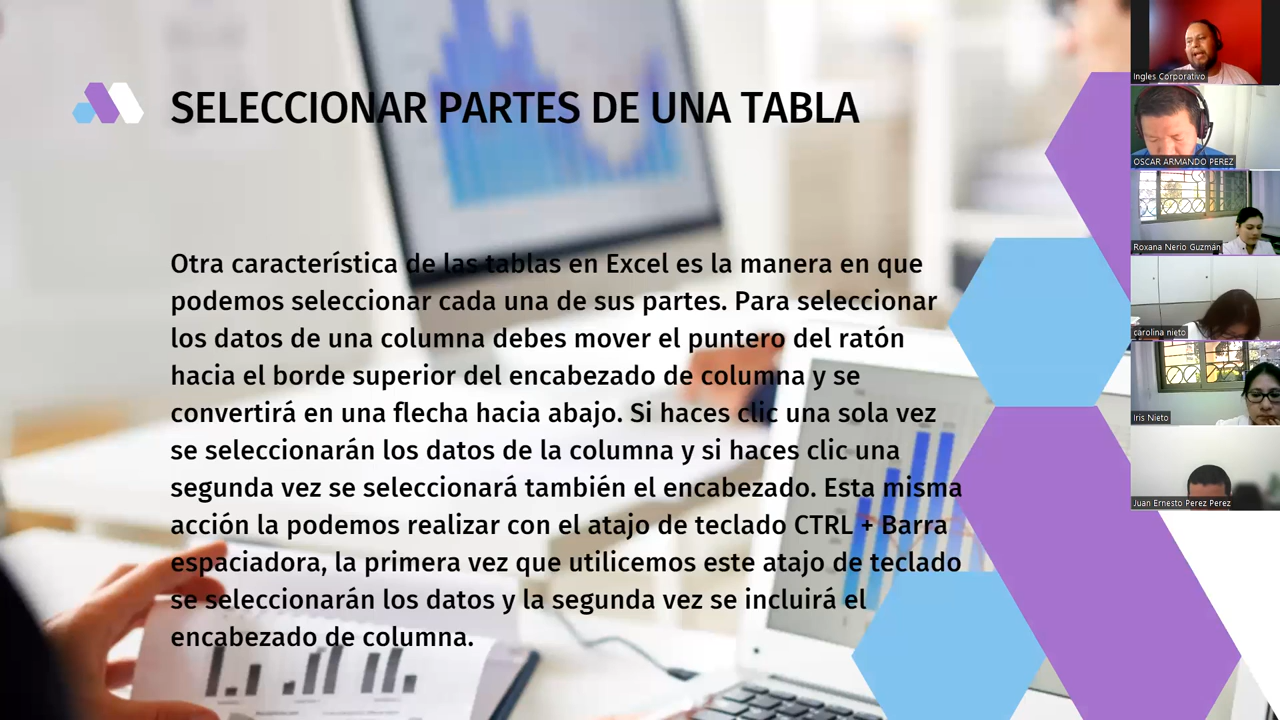 SELECCIONAR PARTES DE UNA TABLA
Otra característica de las tablas en Excel es la manera en que
podemos seleccionar cada una de sus partes. Para seleccionar
los datos de una columna debes mover el puntero del ratón
hacia el borde superior del encabezado de columna y se
convertirá en una flecha hacia abajo. Si haces clic una sola vez
se seleccionarán los datos de la columna y si haces clic una
segunda vez se seleccionará también el encabezado. Esta misma
acción la podemos realizar con el atajo de teclado CTRL + Barra
espaciadora, la primera vez que utilicemos este atajo de teclado
se seleccionarán los datos y la segunda vez se incluirá el
encabezado de columna.
Ingles Corporativo
OSCAR ARMANDO PEREZ
Roxana Nerio Guzmán
carolina nieto
Iris Nieto
Juan Ernesto Perez Perez